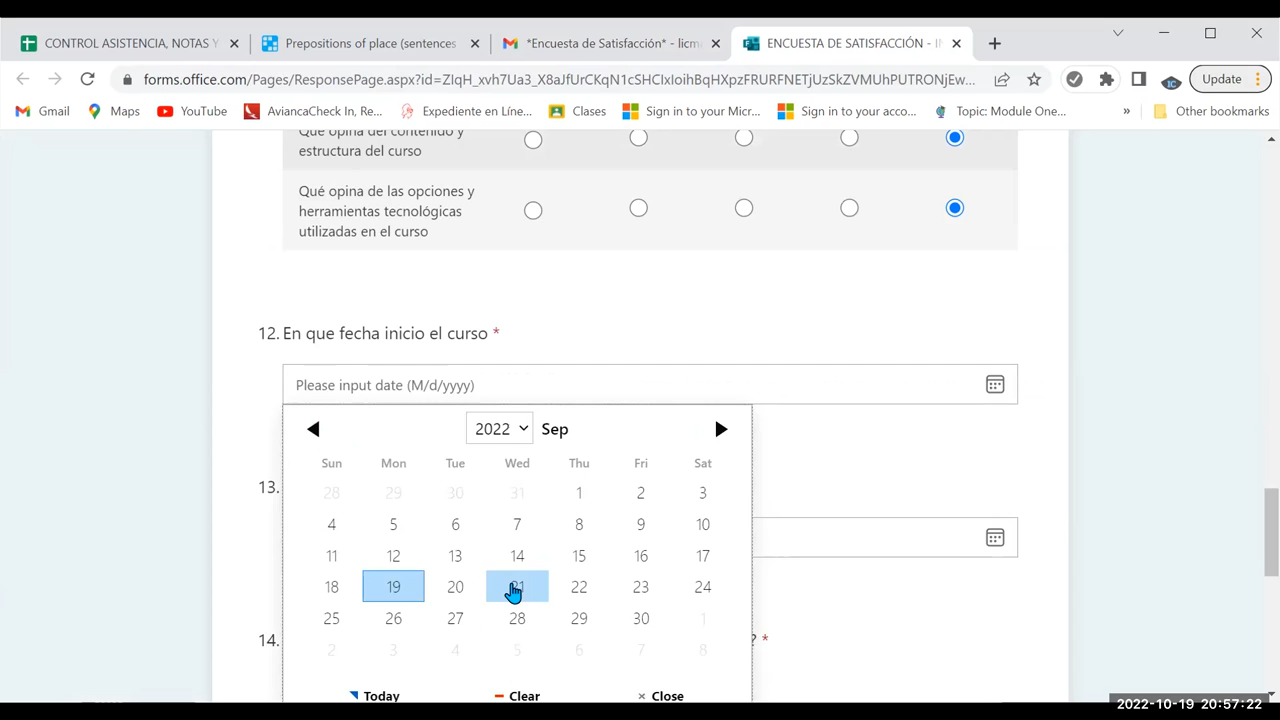 CONTROL ASISTENCIA, NOTAS Y
Prepositions of place (sentences
*Encuesta de Satisfacción* - licm
ENCUESTA DE SATISFACCIÓN - I
forms.office.com/Pages/ResponsePage.aspx?id=ZIqH_xvh7Ua3_X8aJfUrCKqN1cSHCIxIoihBqHXpzFRURFNETjUzSkZVMUhPUTRONjEw...
Update
Gmail
Maps
YouTube
AviancaCheck In, Re...
Expediente en Líne...
Clases
Sign in to your Micr...
Sign in to your acco...
Topic: Module One...
»
Other bookmarks
Qué opina del contenido y
estructura del curso
Qué opina de las opciones y
herramientas tecnológicas
utilizadas en el curso
12. En que fecha inicio el curso *
Please input date (M/d/yyyy)
2022 Sep
Sun Mon Tue Wed Thu Fri Sat
28 29 30 31 1 2 3
4 5 6 7 8 9 10
11 12 13 14 15 16 17
18 19 20 21 22 23 24
25 26 27 28 29 30 1
2 3 4 5 6 7 8
Today Clear Close
13.
14. ? *
2022-10-19 20:57:22